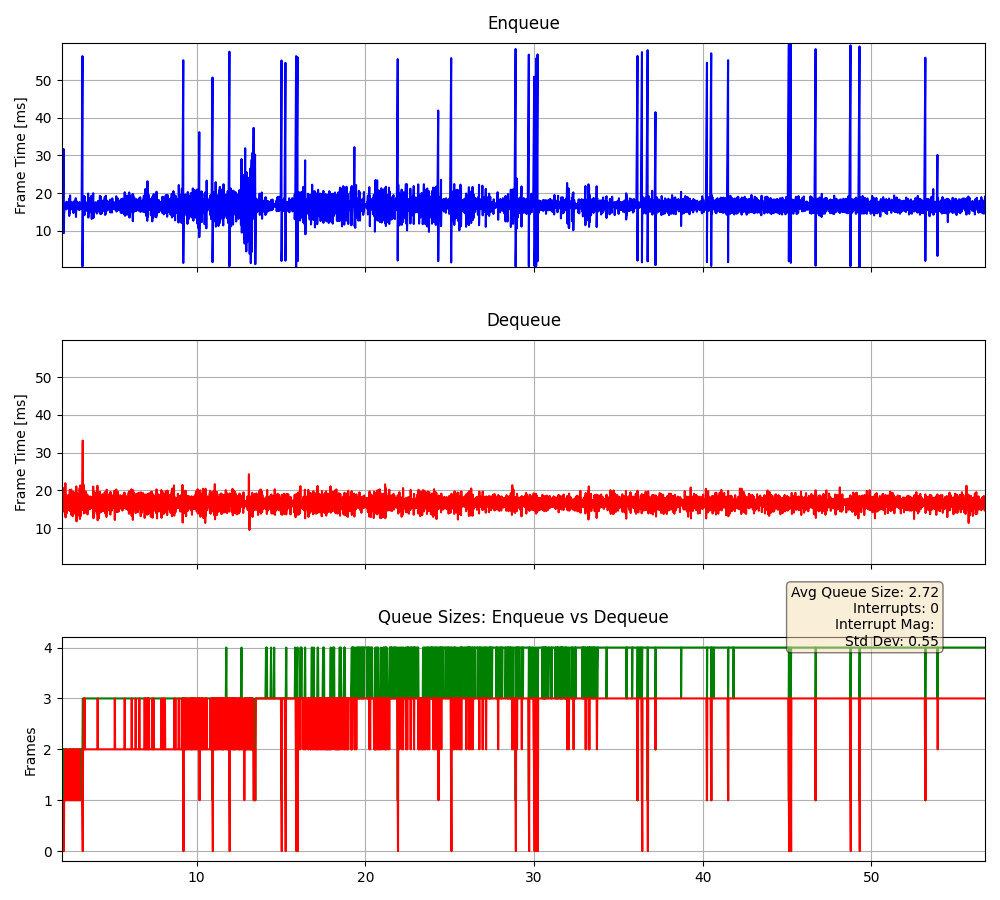 Enqueue
Frame Time [ms]
50
40
30
20
10
Dequeue
Frame Time [ms]
50
40
30
20
10
Avg Queue Size: 2.72
Interrupts: 0
Interrupt Mag:
Std Dev: 0.55
Queue Sizes: Enqueue vs Dequeue
Frames
4
3
2
1
0
10 20 30 40 50